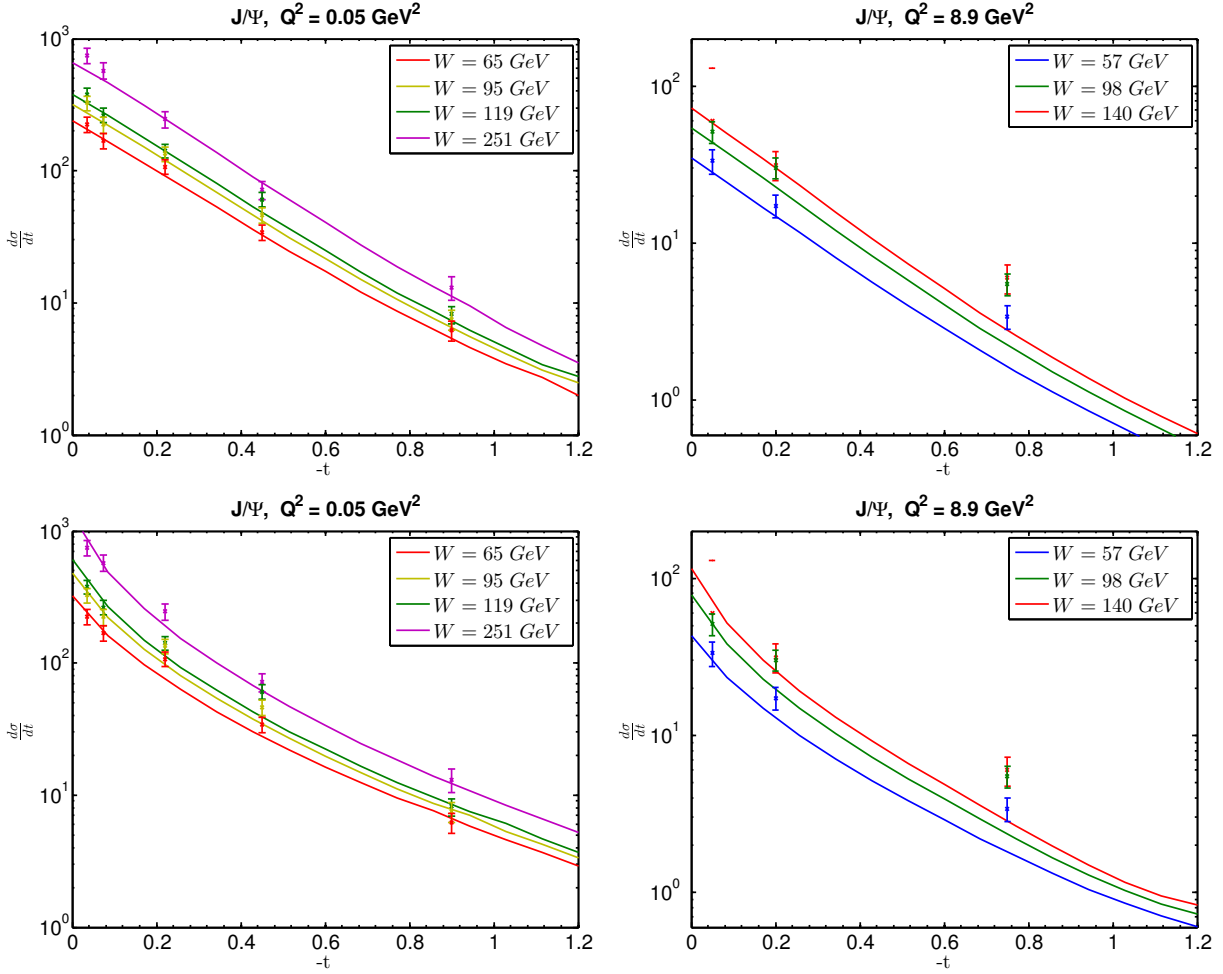 J/Ψ, Q² = 0.05 GeV²
10³
10²
10¹
10⁰
dσ/dt
0 0.2 0.4 0.6 0.8 1 1.2
-t
W = 65 GeV
W = 95 GeV
W = 119 GeV
W = 251 GeV
J/Ψ, Q² = 8.9 GeV²
10²
10¹
10⁰
dσ/dt
0 0.2 0.4 0.6 0.8 1 1.2
-t
W = 57 GeV
W = 98 GeV
W = 140 GeV
J/Ψ, Q² = 0.05 GeV²
10³
10²
10¹
10⁰
dσ/dt
0 0.2 0.4 0.6 0.8 1 1.2
-t
W = 65 GeV
W = 95 GeV
W = 119 GeV
W = 251 GeV
J/Ψ, Q² = 8.9 GeV²
10²
10¹
10⁰
dσ/dt
0 0.2 0.4 0.6 0.8 1 1.2
-t
W = 57 GeV
W = 98 GeV
W = 140 GeV